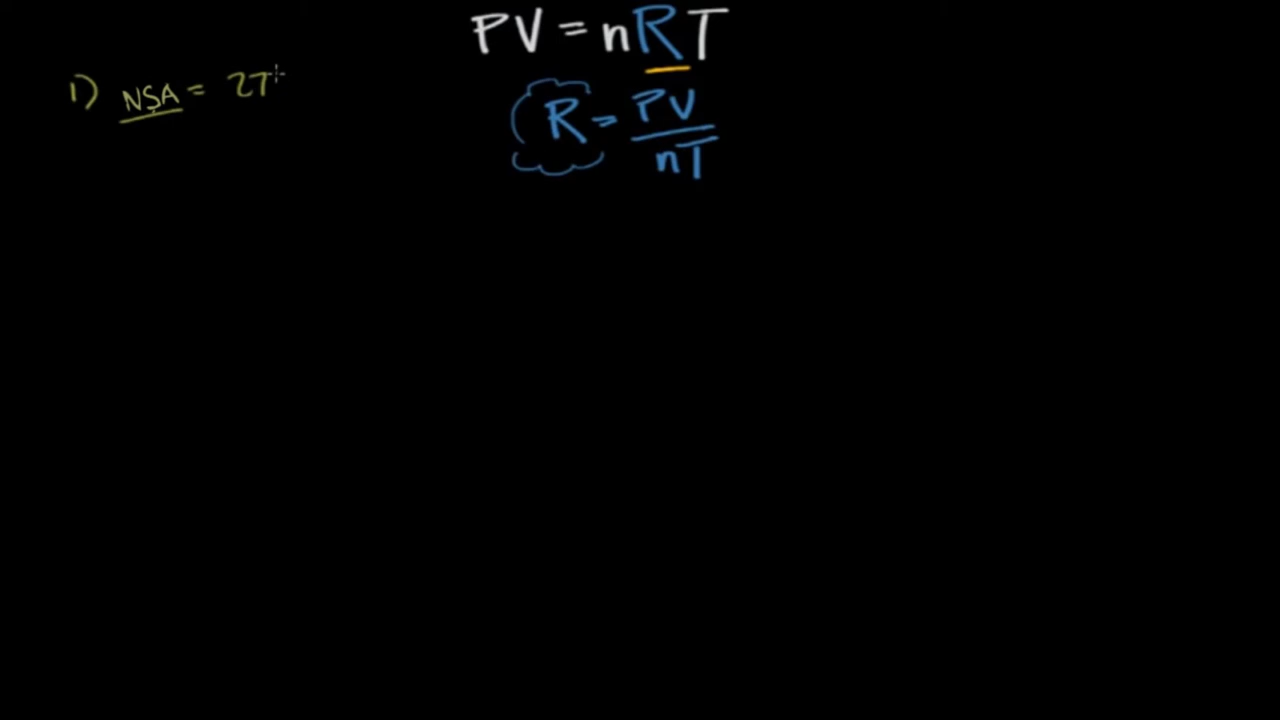 PV = nRT
1) NSA = 27
R = PV / nT